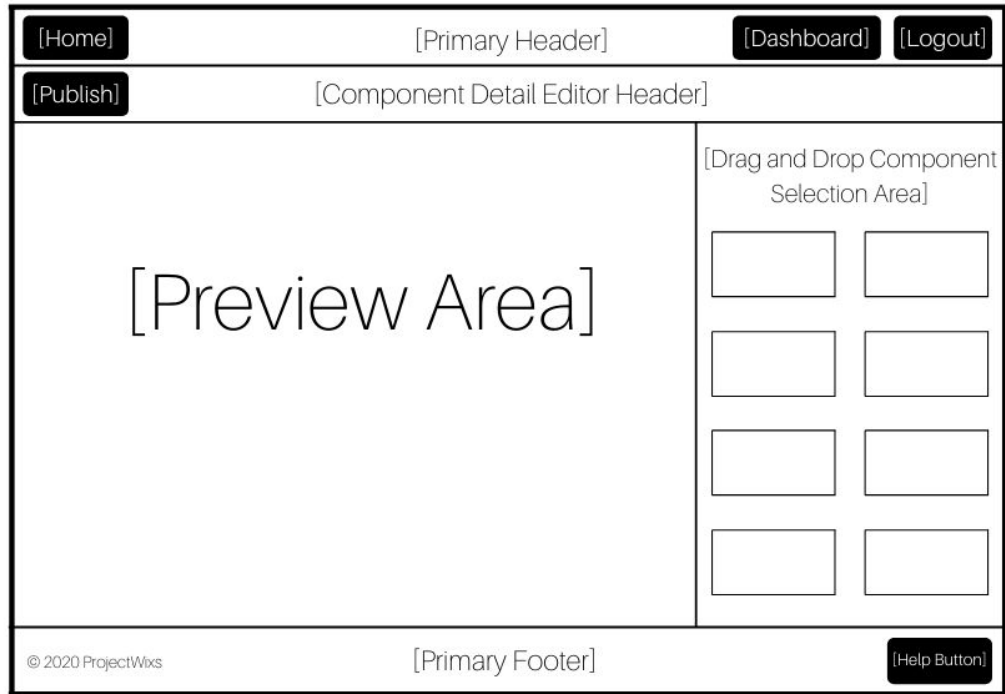 [Home]
[Primary Header]
[Dashboard]
[Logout]
[Publish]
[Component Detail Editor Header]
[Preview Area]
[Drag and Drop Component
Selection Area]
© 2020 ProjectWixs
[Primary Footer]
[Help Button]